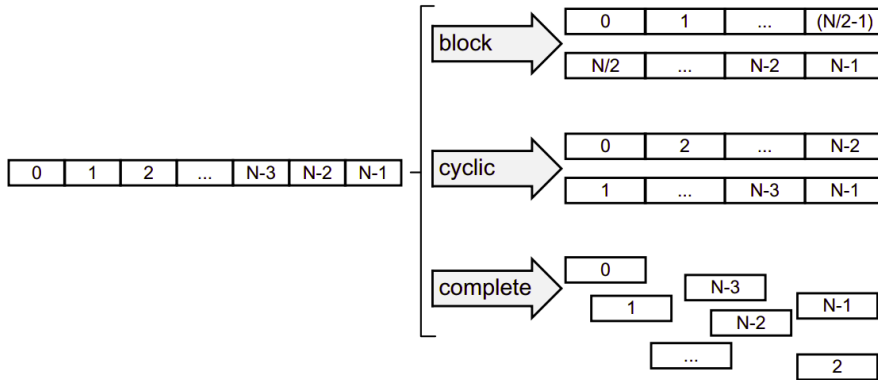 0 1 2 ... N-3 N-2 N-1
block
0 1 ... (N/2-1)
N/2 ... N-2 N-1
cyclic
0 2 ... N-2
1 ... N-3 N-1
complete
0
N-3
1
N-1
N-2
...
2